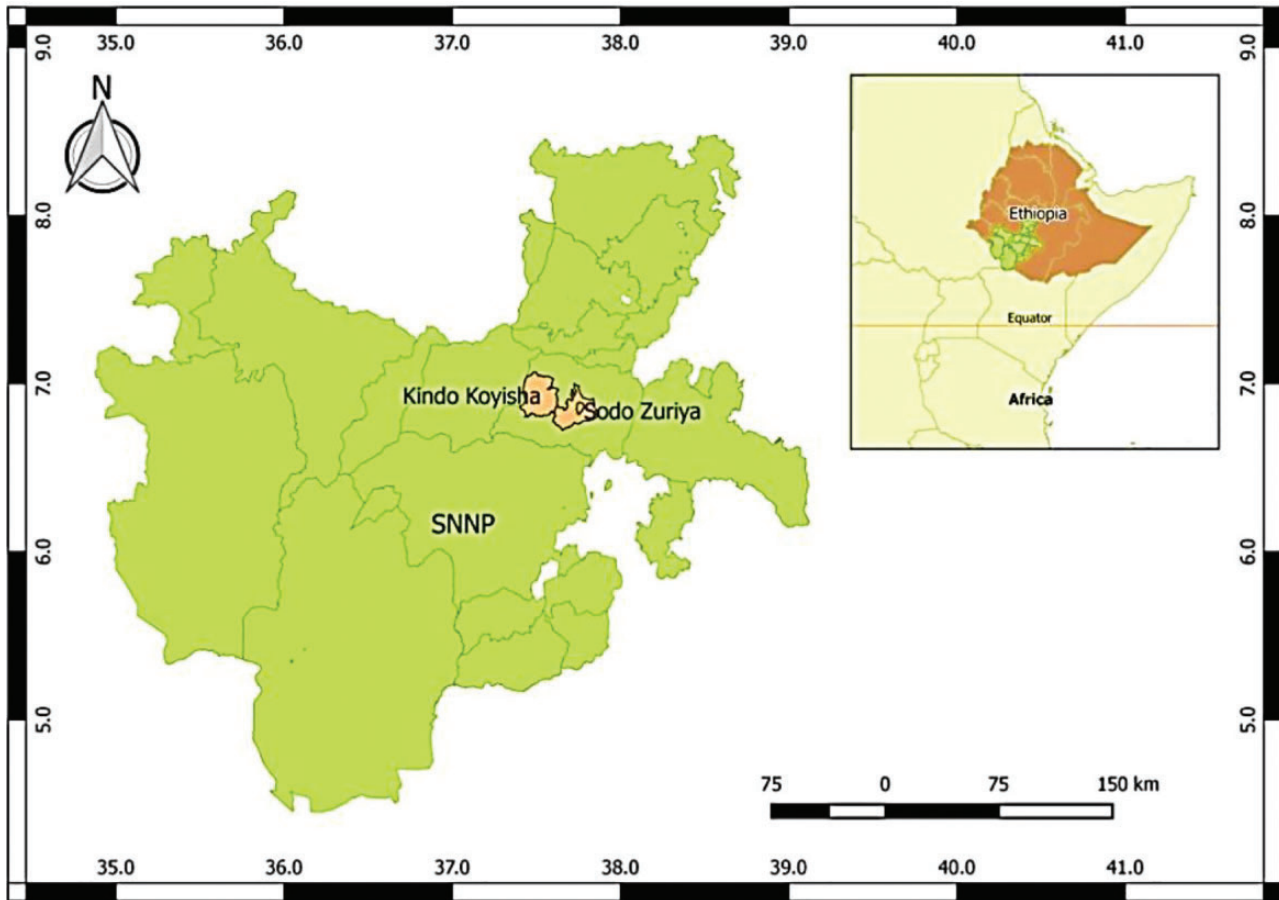 35.0 36.0 37.0 38.0 39.0 40.0 41.0
9.0 9.0
N
8.0 8.0
Ethiopia
Equator
Africa
7.0 7.0
Kindo Koyisha
Sodo Zuriya
SNNP
6.0 6.0
5.0 5.0
75 0 75 150 km
35.0 36.0 37.0 38.0 39.0 40.0 41.0